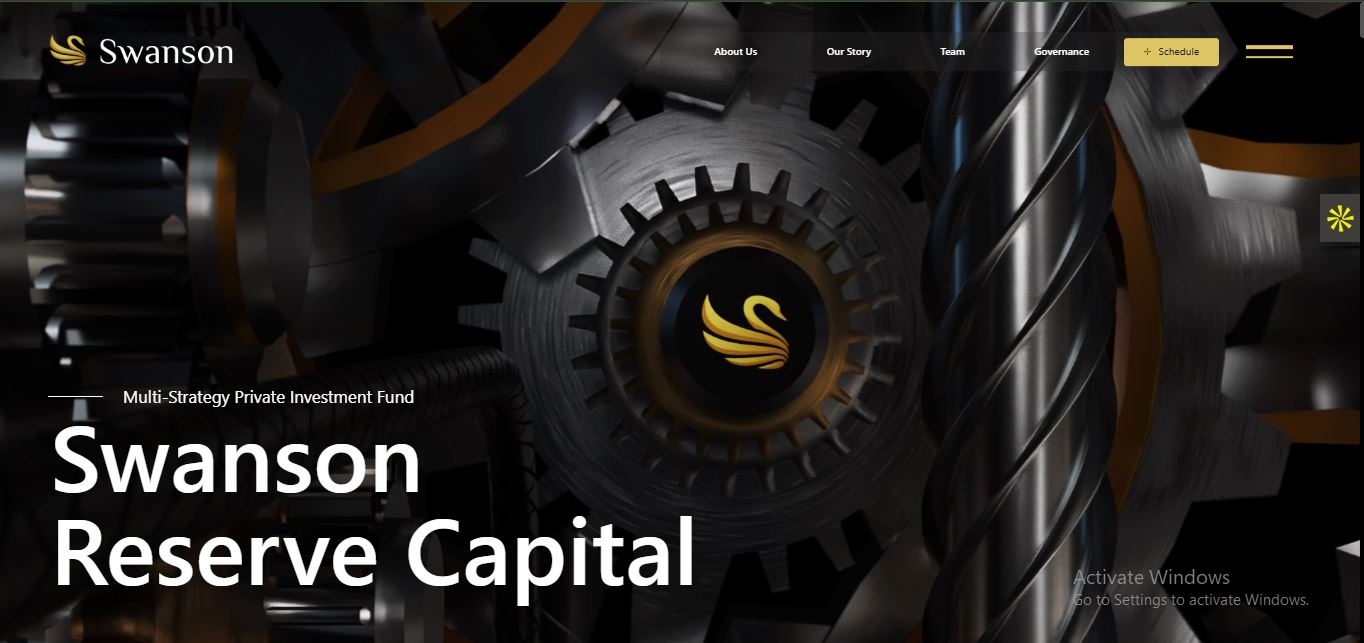 Swanson
About Us
Our Story
Team
Governance
Schedule
Multi-Strategy Private Investment Fund
Swanson
Reserve Capital
Activate Windows
Go to Settings to activate Windows.